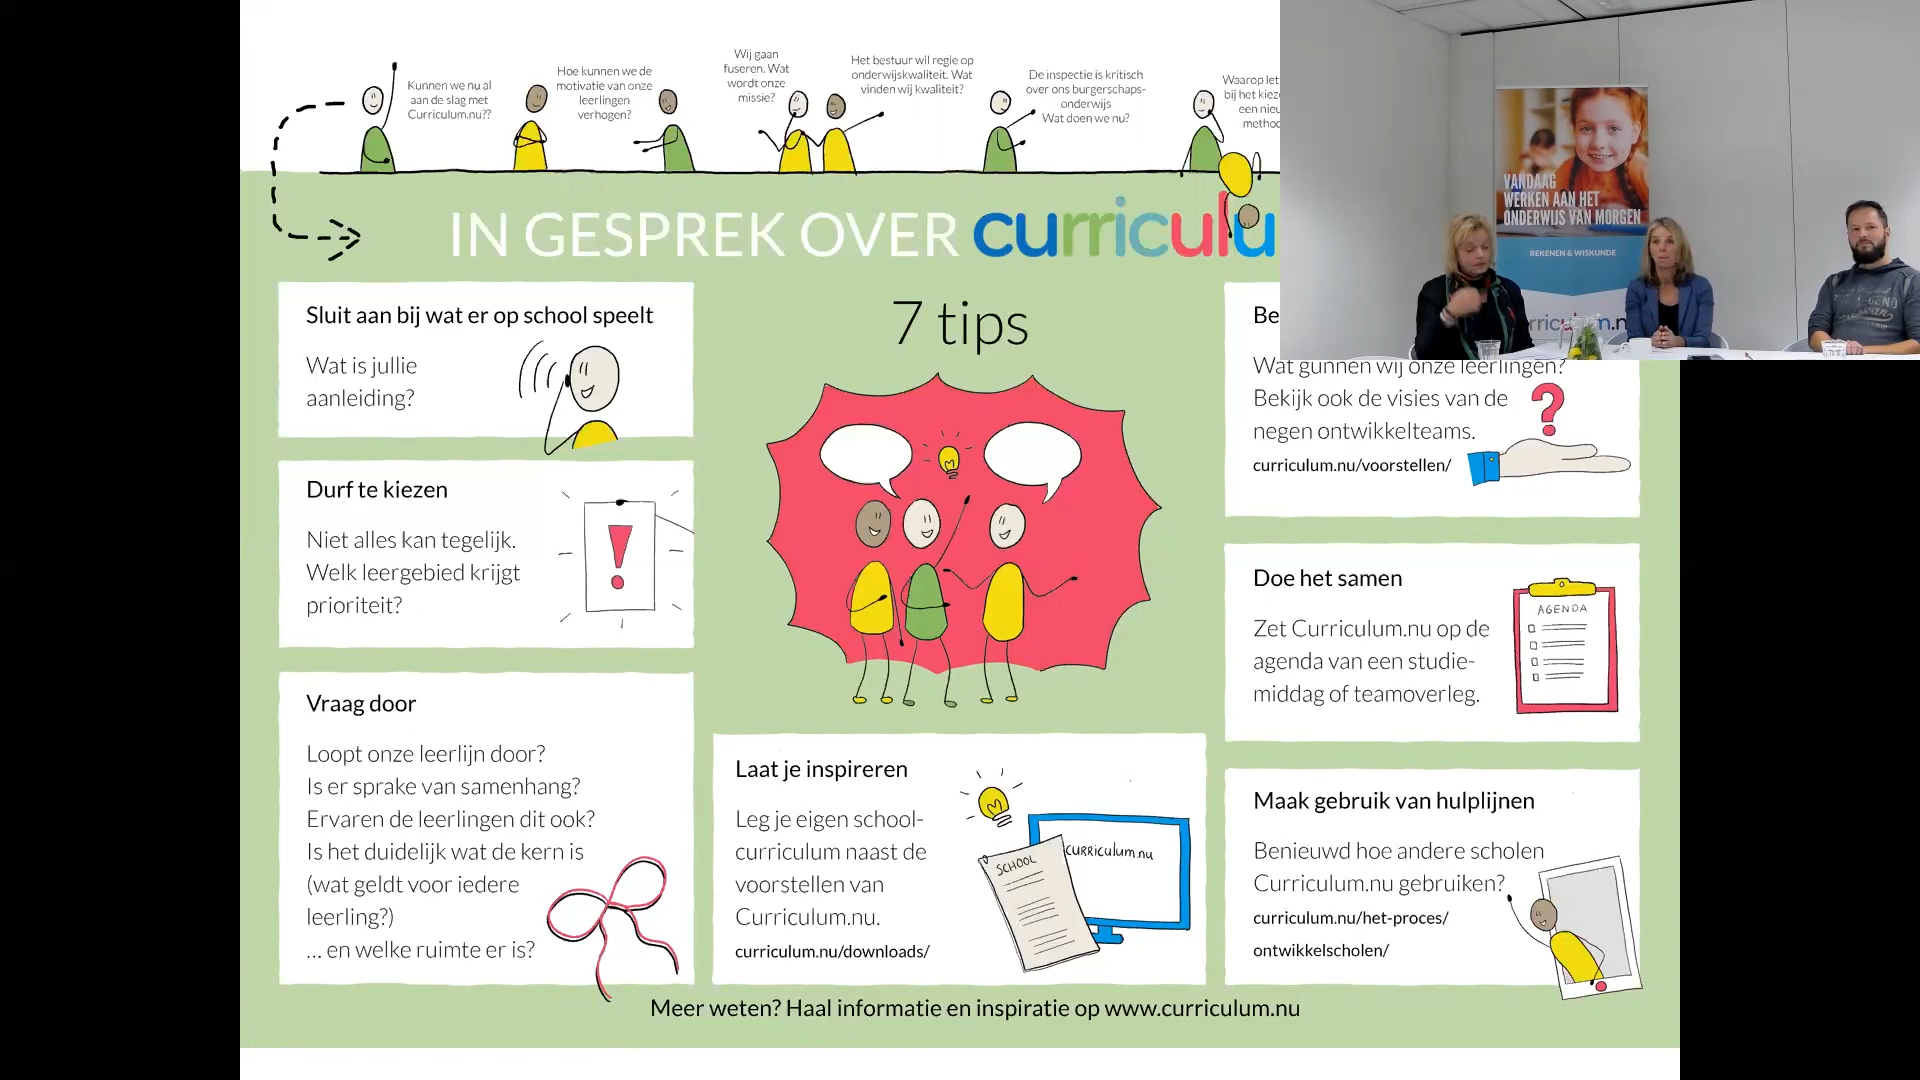 Kunnen we nu al
aan de slag met
Curriculum.nu??
Hoe kunnen we de
motivatie van onze
leerlingen
verhogen?
Wij gaan
fuseren. Wat
wordt onze
missie?
Het bestuur wil regie op
onderwijskwaliteit. Wat
vinden wij kwaliteit?
De inspectie is kritisch
over ons burgerschaps-
onderwijs
Wat doen we nu?
Waarop let
bij het
een
VANDAAG
WERKEN AAN HET
ONDERWIJS VAN MORGEN
REKENEN & WISKUNDE
IN GESPREK OVER curriculu
7 tips
Sluit aan bij wat er op school speelt
Wat is jullie
aanleiding?
Durf te kiezen
Niet alles kan tegelijk.
Welk leergebied krijgt
prioriteit?
Vraag door
Loopt onze leerlijn door?
Is er sprake van samenhang?
Ervaren de leerlingen dit ook?
Is het duidelijk wat de kern is
(wat geldt voor iedere
leerling?)
... en welke ruimte er is?
Laat je inspireren
Leg je eigen school-
curriculum naast de
voorstellen van
Curriculum.nu.
curriculum.nu/downloads/
SCHOOL
CURRICULUM.nu
Be
Wat gunnen wij onze leerlingen?
Bekijk ook de visies van de
negen ontwikkelteams.
curriculum.nu/voorstellen/
Doe het samen
Zet Curriculum.nu op de
agenda van een studie-
middag of teamoverleg.
AGENDA
Maak gebruik van hulplijnen
Benieuwd hoe andere scholen
Curriculum.nu gebruiken?
curriculum.nu/het-proces/
ontwikkelscholen/
Meer weten? Haal informatie en inspiratie op www.curriculum.nu